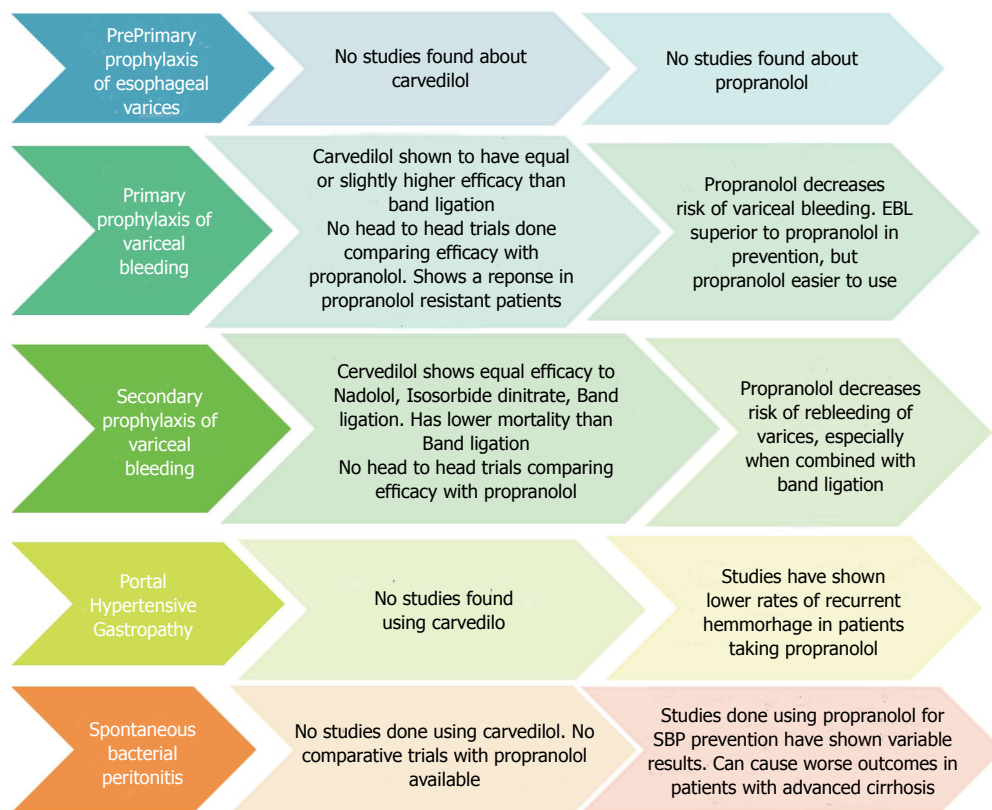 PrePrimary
prophylaxis
of esophageal
varices
No studies found about
carvedilol
No studies found about
propranolol
Primary
prophylaxis of
variceal
bleeding
Carvedilol shown to have equal
or slightly higher efficacy than
band ligation
No head to head trials done
comparing efficacy with
propranolol. Shows a reponse in
propranolol resistant patients
Propranolol decreases
risk of variceal bleeding. EBL
superior to propranolol in
prevention, but
propranolol easier to use
Secondary
prophylaxis of
variceal
bleeding
Cervedilol shows equal efficacy to
Nadolol, Isosorbide dinitrate, Band
ligation. Has lower mortality than
Band ligation
No head to head trials comparing
efficacy with propranolol
Propranolol decreases
risk of rebleeding of
varices, especially
when combined with
band ligation
Portal
Hypertensive
Gastropathy
No studies found
using carvedilo
Studies have shown
lower rates of recurrent
hemmorhage in patients
taking propranolol
Spontaneous
bacterial
peritonitis
No studies done using carvedilol. No
comparative trials with propranolol
available
Studies done using propranolol for
SBP prevention have shown variable
results. Can cause worse outcomes in
patients with advanced cirrhosis